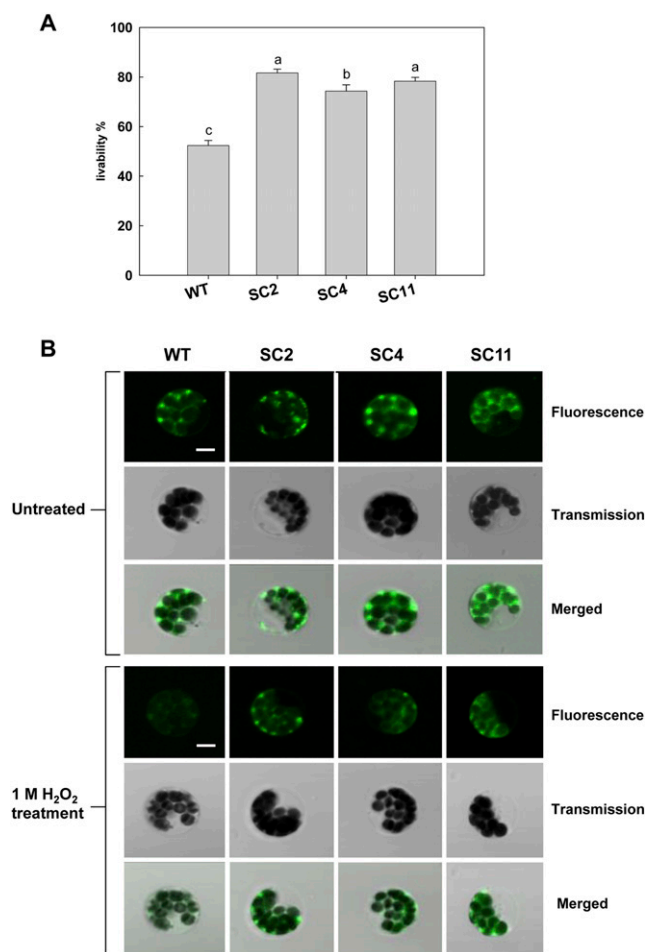 A
100
a
80
b
a
60
c
livability %
40
20
0
WT
SC2
SC4
SC11
B
WT
SC2
SC4
SC11
Fluorescence
Untreated
Transmission
Merged
Fluorescence
1 M H₂O₂
treatment
Transmission
Merged